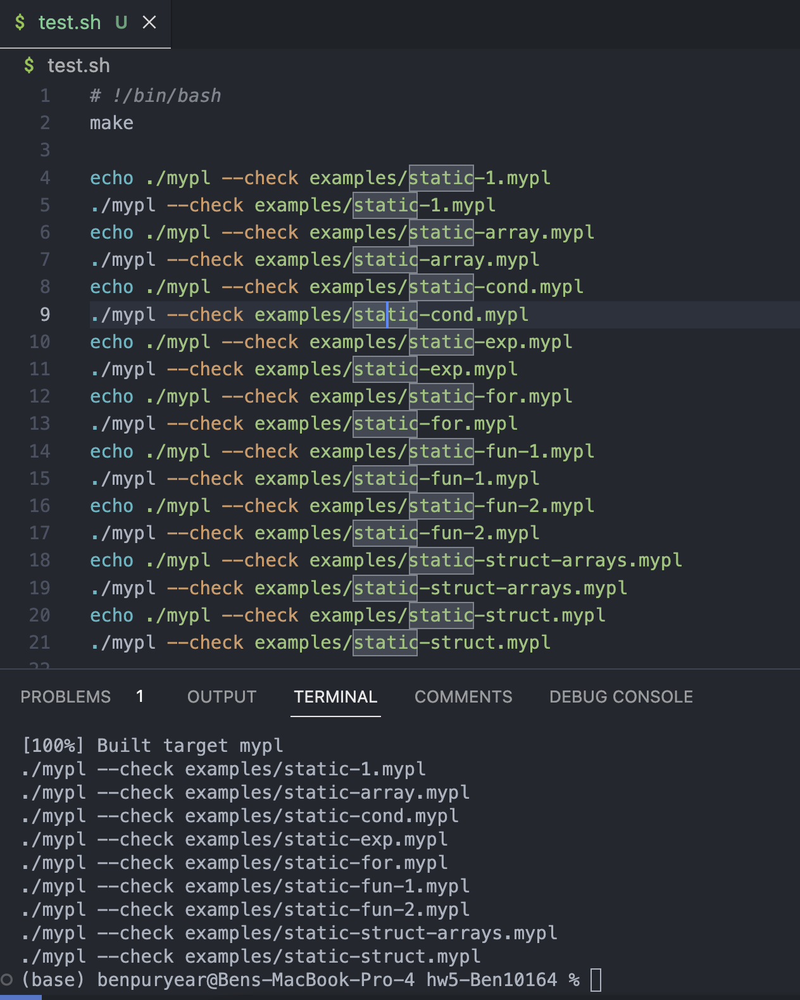 $ test.sh U ×
$ test.sh
1 # !/bin/bash
2 make
3
4 echo ./mypl --check examples/static-1.mypl
5 ./mypl --check examples/static-1.mypl
6 echo ./mypl --check examples/static-array.mypl
7 ./mypl --check examples/static-array.mypl
8 echo ./mypl --check examples/static-cond.mypl
9 ./mypl --check examples/static-cond.mypl
10 echo ./mypl --check examples/static-exp.mypl
11 ./mypl --check examples/static-exp.mypl
12 echo ./mypl --check examples/static-for.mypl
13 ./mypl --check examples/static-for.mypl
14 echo ./mypl --check examples/static-fun-1.mypl
15 ./mypl --check examples/static-fun-1.mypl
16 echo ./mypl --check examples/static-fun-2.mypl
17 ./mypl --check examples/static-fun-2.mypl
18 echo ./mypl --check examples/static-struct-arrays.mypl
19 ./mypl --check examples/static-struct-arrays.mypl
20 echo ./mypl --check examples/static-struct.mypl
21 ./mypl --check examples/static-struct.mypl
22
PROBLEMS 1 OUTPUT TERMINAL COMMENTS DEBUG CONSOLE
[100%] Built target mypl
./mypl --check examples/static-1.mypl
./mypl --check examples/static-array.mypl
./mypl --check examples/static-cond.mypl
./mypl --check examples/static-exp.mypl
./mypl --check examples/static-for.mypl
./mypl --check examples/static-fun-1.mypl
./mypl --check examples/static-fun-2.mypl
./mypl --check examples/static-struct-arrays.mypl
./mypl --check examples/static-struct.mypl
(base) benpuryear@Bens-MacBook-Pro-4 hw5-Ben10164 %